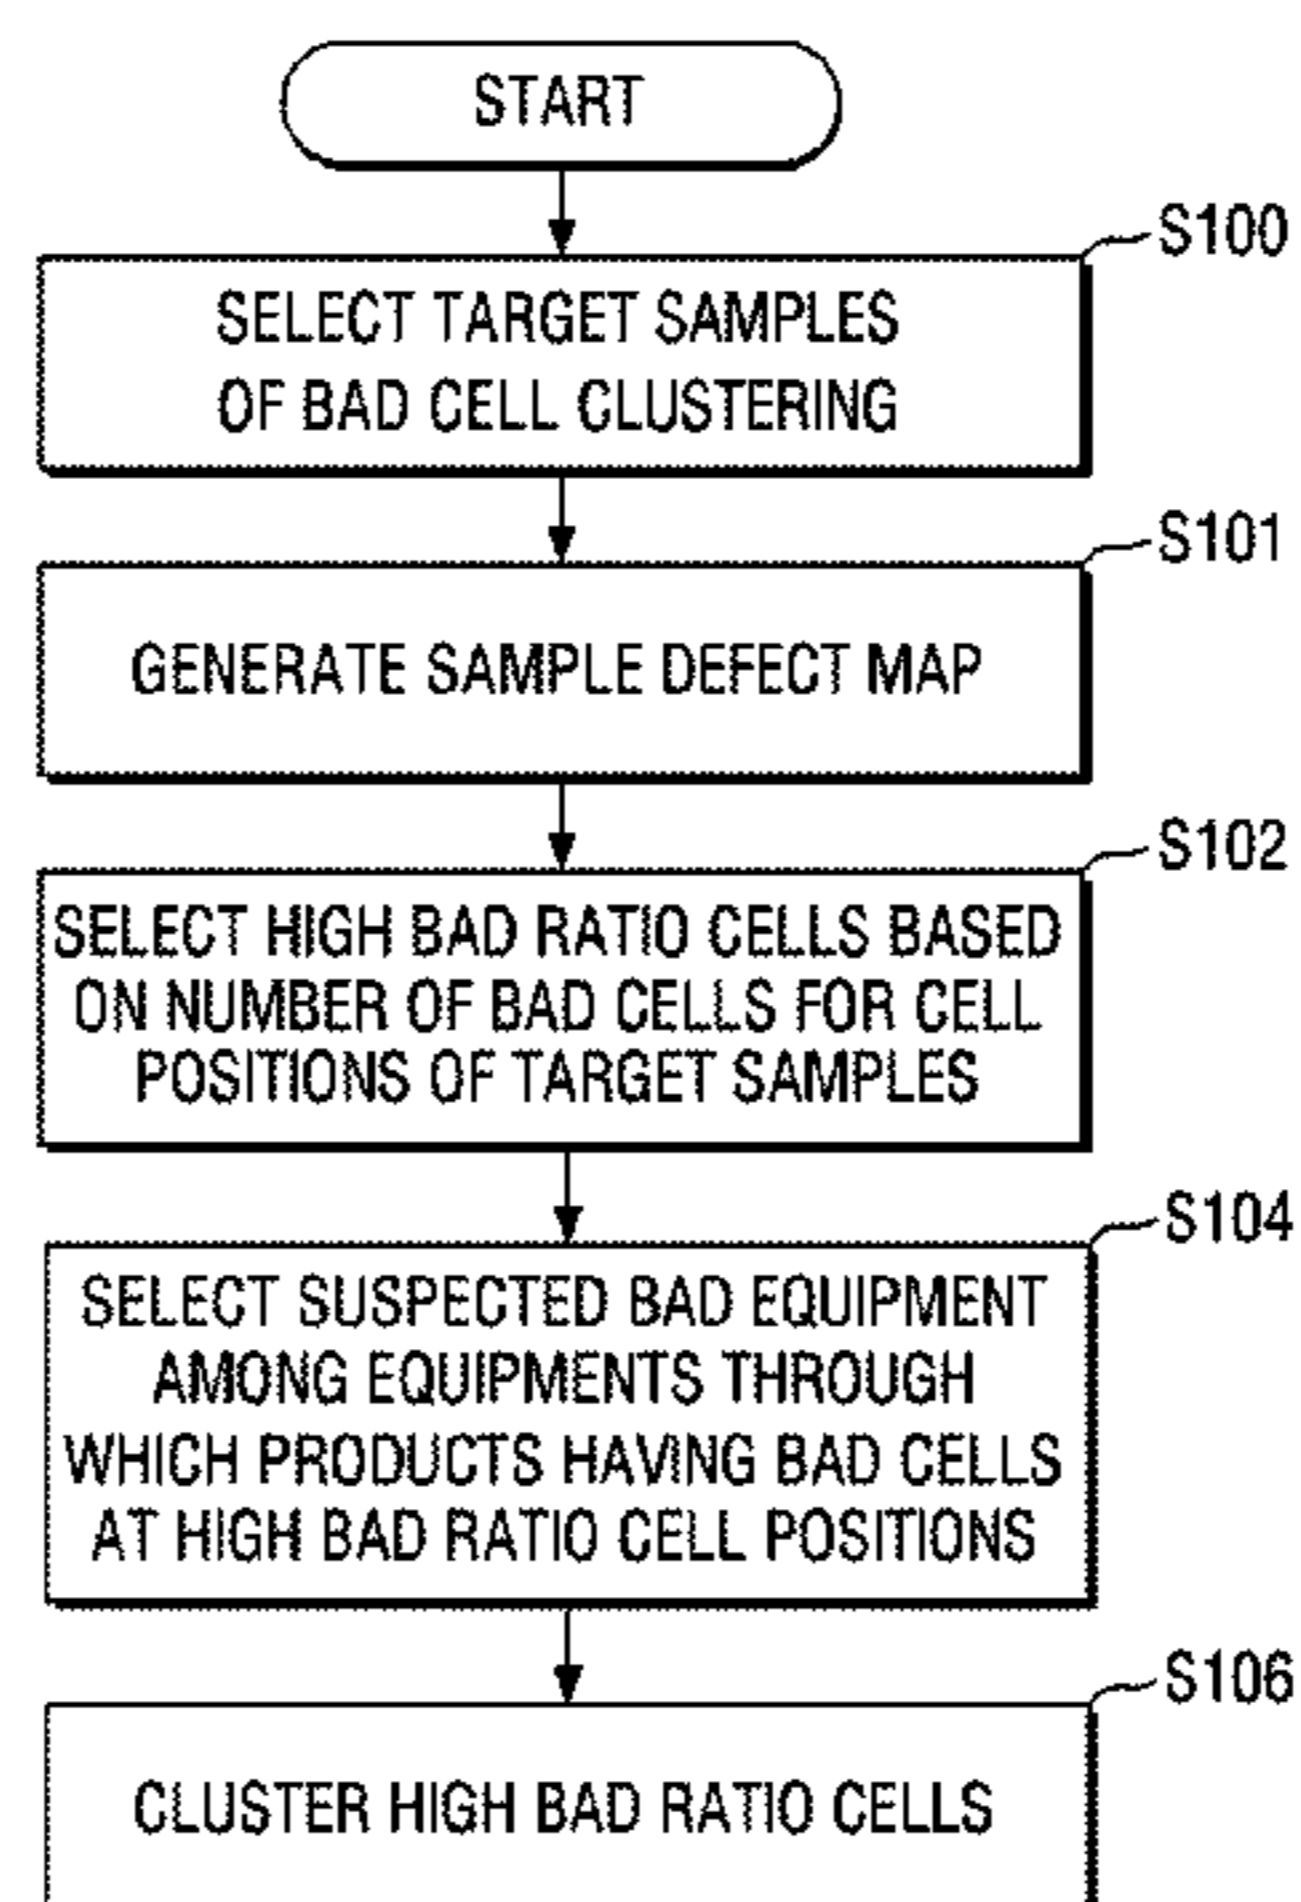 START
S100
SELECT TARGET SAMPLES
OF BAD CELL CLUSTERING
S101
GENERATE SAMPLE DEFECT MAP
S102
SELECT HIGH BAD RATIO CELLS BASED
ON NUMBER OF BAD CELLS FOR CELL
POSITIONS OF TARGET SAMPLES
S104
SELECT SUSPECTED BAD EQUIPMENT
AMONG EQUIPMENTS THROUGH
WHICH PRODUCTS HAVING BAD CELLS
AT HIGH BAD RATIO CELL POSITIONS
S106
CLUSTER HIGH BAD RATIO CELLS